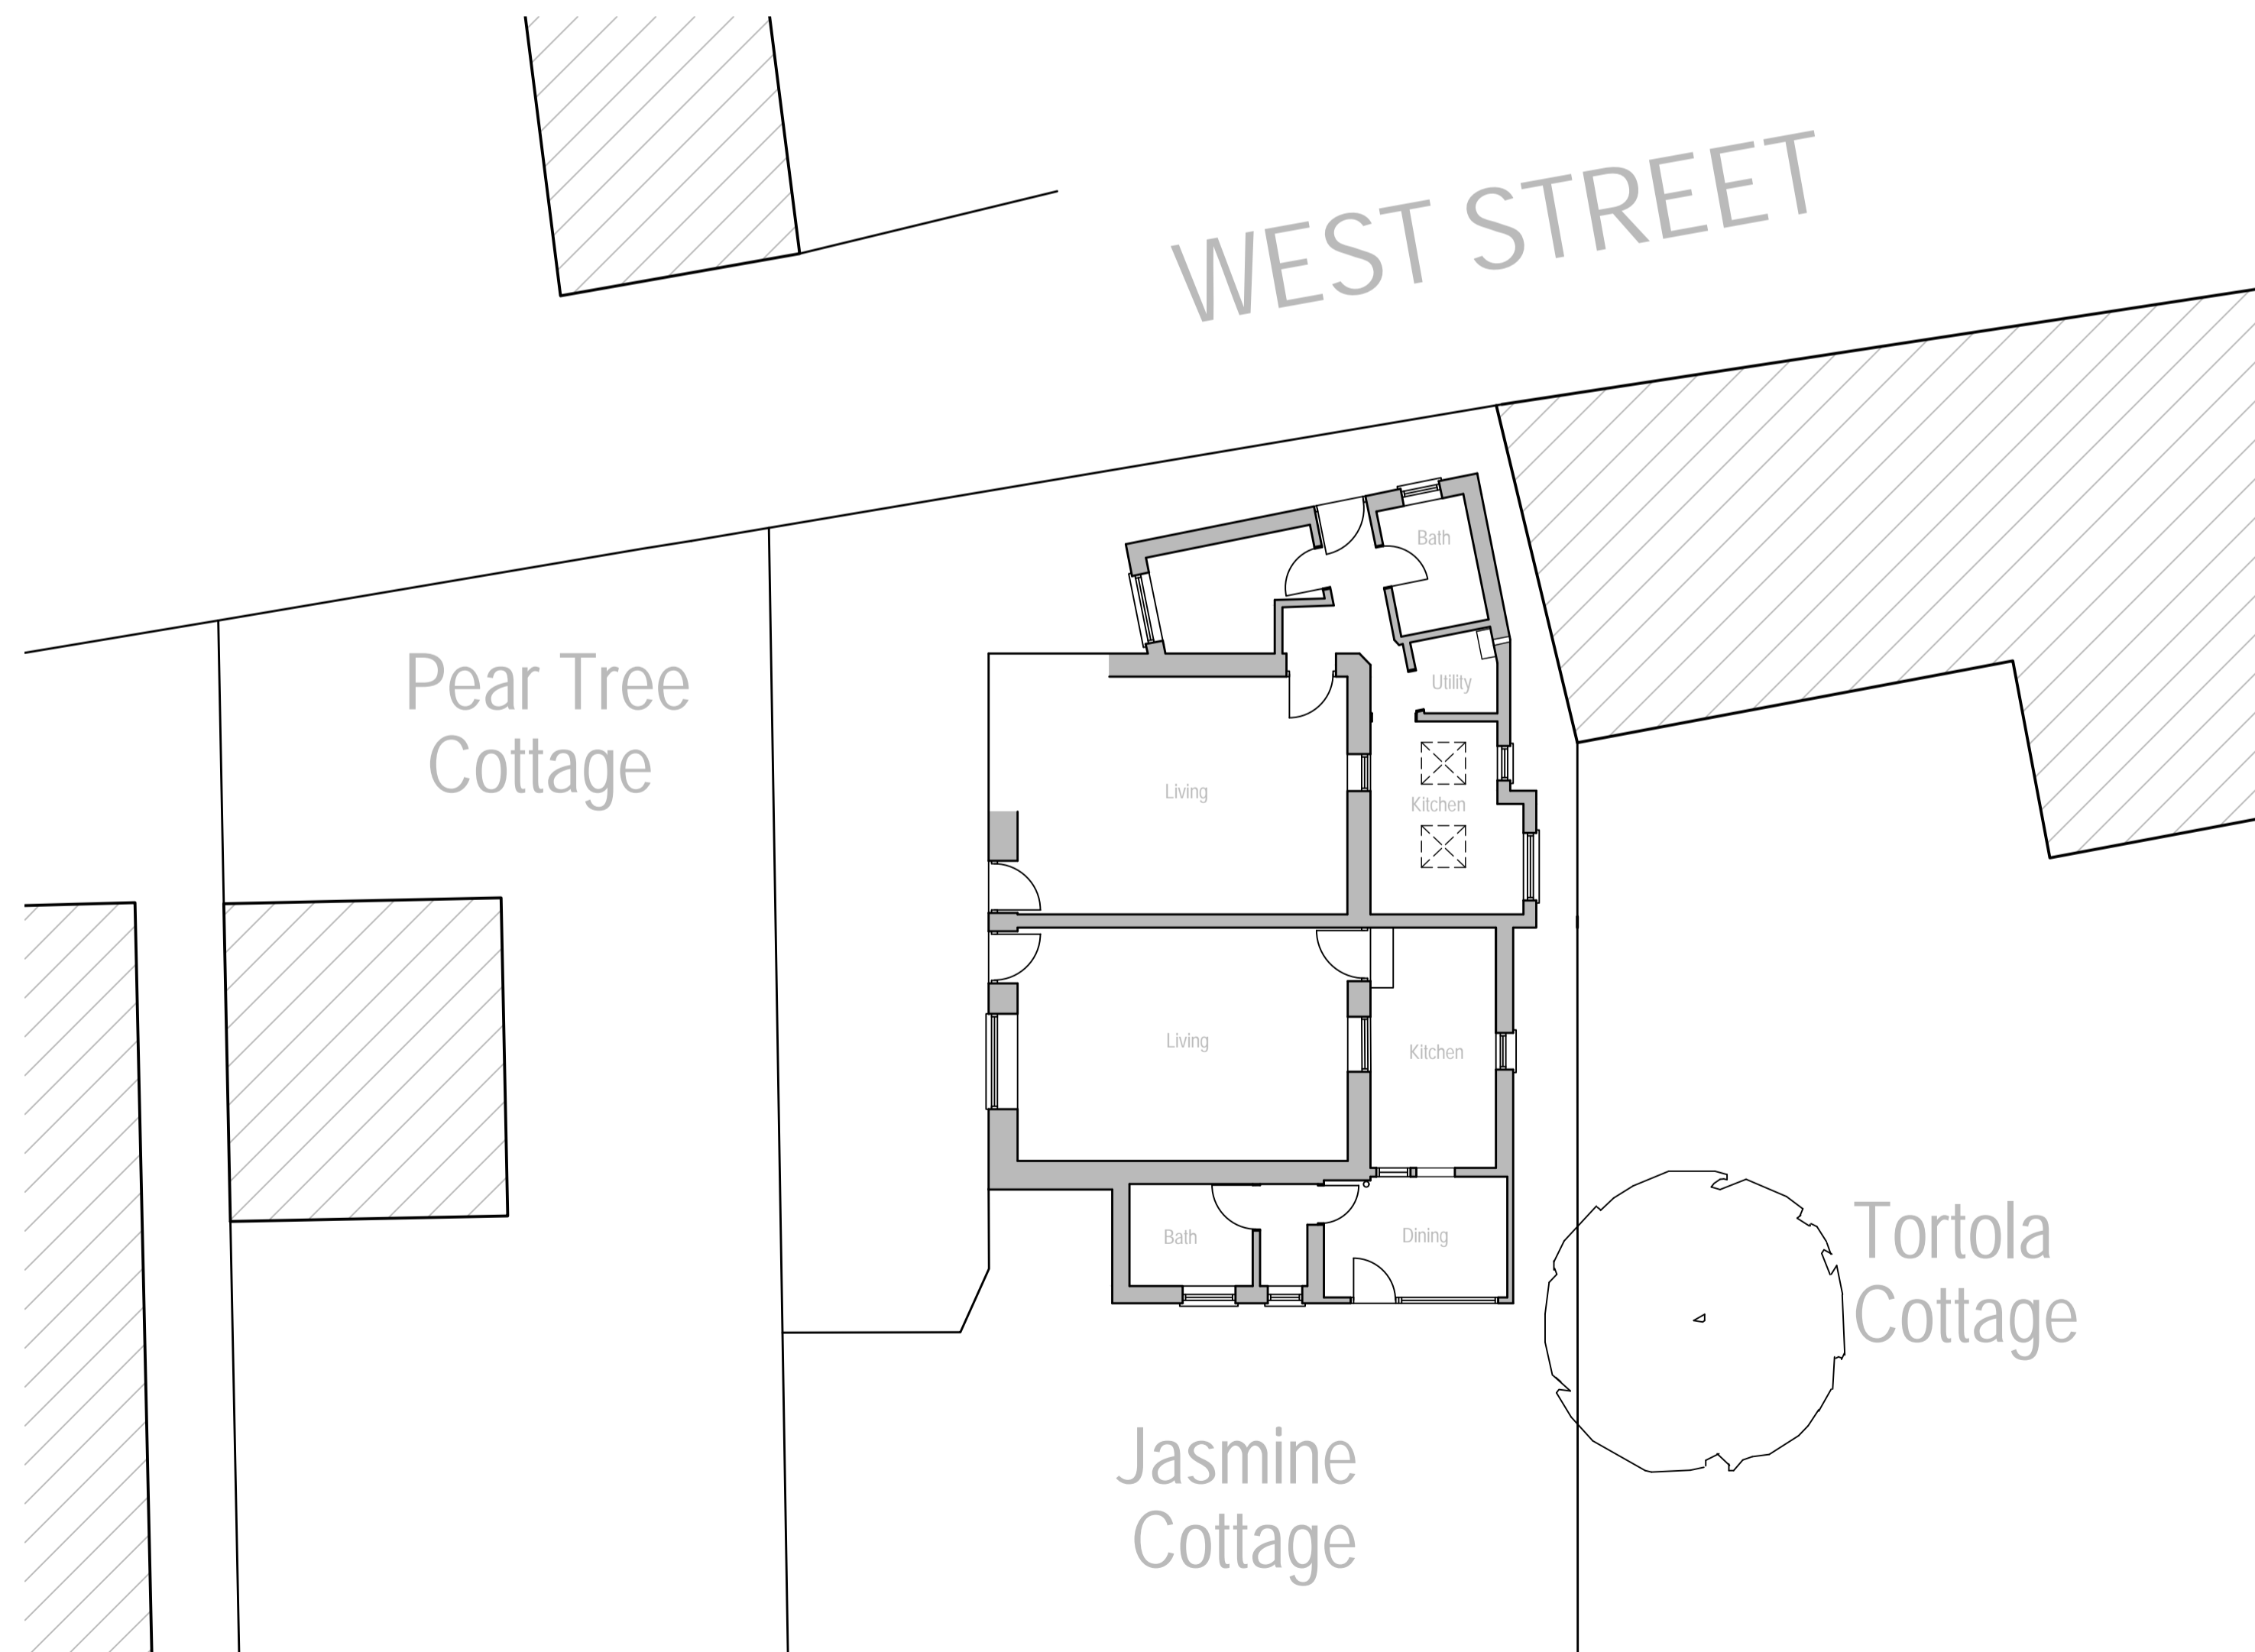 WEST STREET
Bath
Pear Tree
Cottage
Utility
Living
Kitchen
Living
Kitchen
Bath
Dining
Tortola
Cottage
Jasmine
Cottage